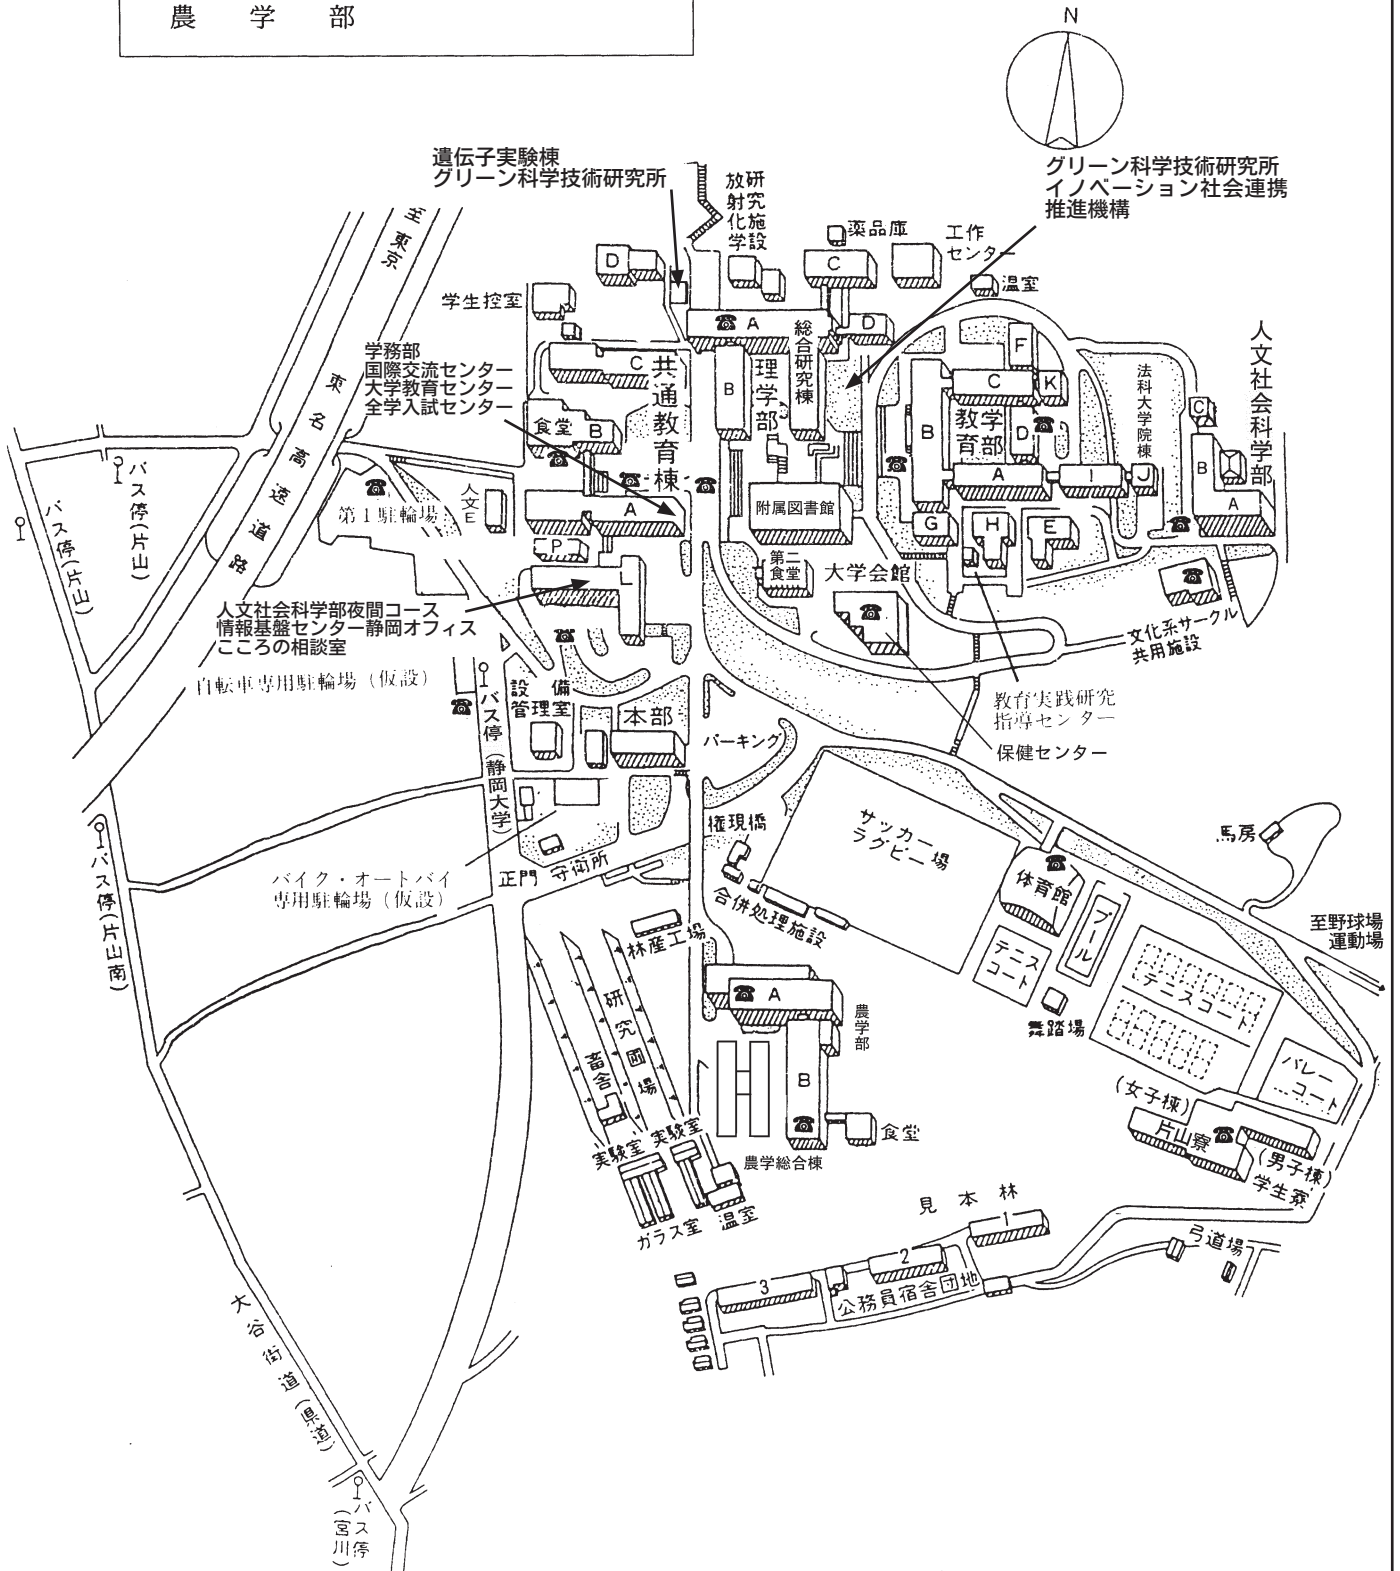 農学部
N
遺伝子実験棟
グリーン科学技術研究所
グリーン科学技術研究所
イノベーション社会連携
推進機構
放射化学
研究施設
薬品庫
工作
センター
温室
至東京
東名高速道路
学生控室
D
C
A
D
総合研究棟
理学部
B
学務部
国際交流センター
大学教育センター
全学入試センター
C
共通教育棟
食堂
B
A
P
人文E
第1駐輪場
附属図書館
F
C
K
教育学部
B
D
A
I
J
G
H
E
法科大学院棟
人文社会科学部
C
B
A
バス停(片山)
バス停(片山)
第二
食堂
大学会館
文化系サークル
共用施設
人文社会科学部夜間コース
情報基盤センター静岡オフィス
こころの相談室
自転車専用駐輪場(仮設)
バス停(静岡大学)
設備
管理室
本部
パーキング
教育実践研究
指導センター
保健センター
バス停(片山南)
バイク・オートバイ
専用駐輪場(仮設)
正門
守衛所
権現橋
合併処理施設
サッカー
ラグビー場
体育館
プール
テニス
コート
馬房
至野球場
運動場
林産工場
研究圃場
畜舎
A
農学部
B
食堂
農学総合棟
舞踏場
テニスコート
バレー
コート
(女子棟)
片山寮
(男子棟)
学生寮
実験室
実験室
ガラス室
温室
見本林
1
2
3
公務員宿舎団地
弓道場
大谷街道(県道)
バス停
(宮川)